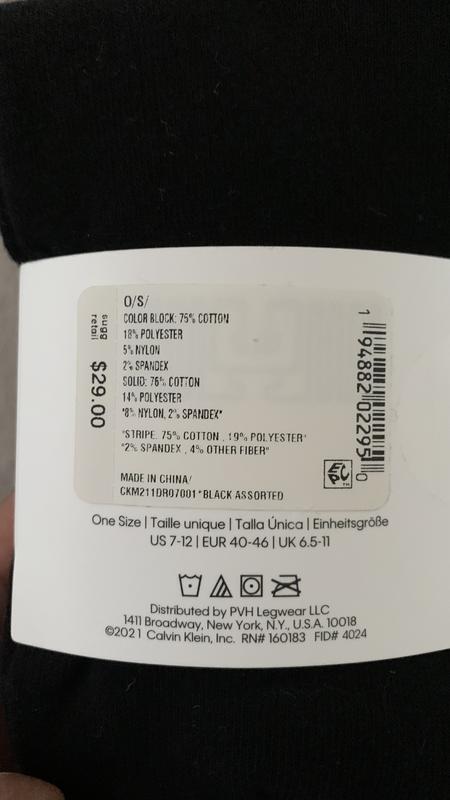 O/S/
COLOR BLOCK: 75% COTTON
18% POLYESTER
5% NYLON
2% SPANDEX
SOLID: 76% COTTON
14% POLYESTER
*8% NYLON, 2% SPANDEX*
*STRIPE. 75% COTTON , 19% POLYESTER*
*2% SPANDEX , 4% OTHER FIBER*
MADE IN CHINA/
CKM211DR07001*BLACK ASSORTED
sugg
retail
$29.00
1 94882 02295 0
EPC
One Size | Taille unique | Talla Única | Einheitsgröße
US 7-12 | EUR 40-46 | UK 6.5-11
Distributed by PVH Legwear LLC
1411 Broadway, New York, N.Y., U.S.A. 10018
©2021 Calvin Klein, Inc. RN# 160183 FID# 4024